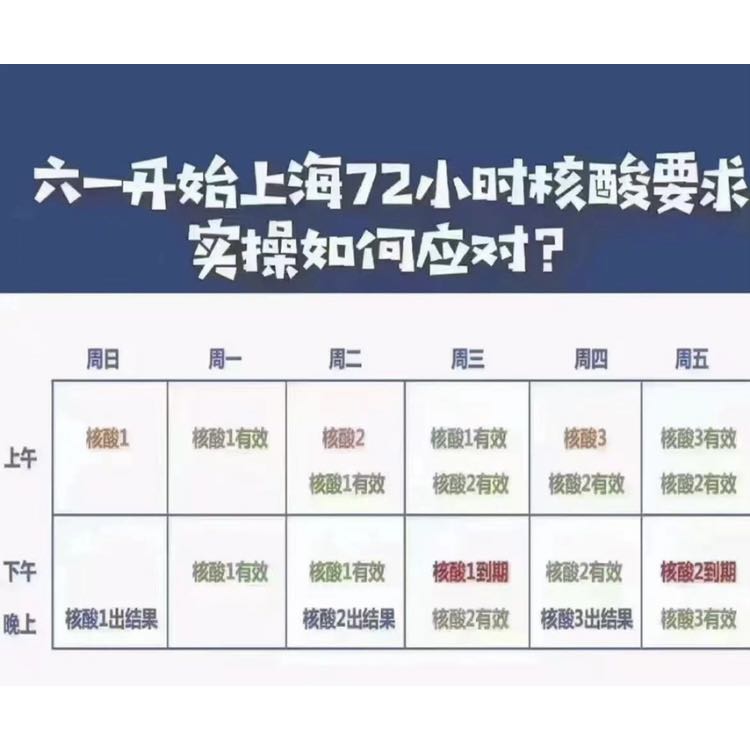 六一开始上海72小时核酸要求
实操如何应对?
周日 周一 周二 周三 周四 周五
上午 核酸1 核酸1有效 核酸2 核酸1有效 核酸3 核酸3有效
核酸1有效 核酸2有效 核酸2有效 核酸2有效
下午 核酸1有效 核酸1有效 核酸1到期 核酸2有效 核酸2到期
晚上 核酸1出结果 核酸2出结果 核酸2有效 核酸3出结果 核酸3有效